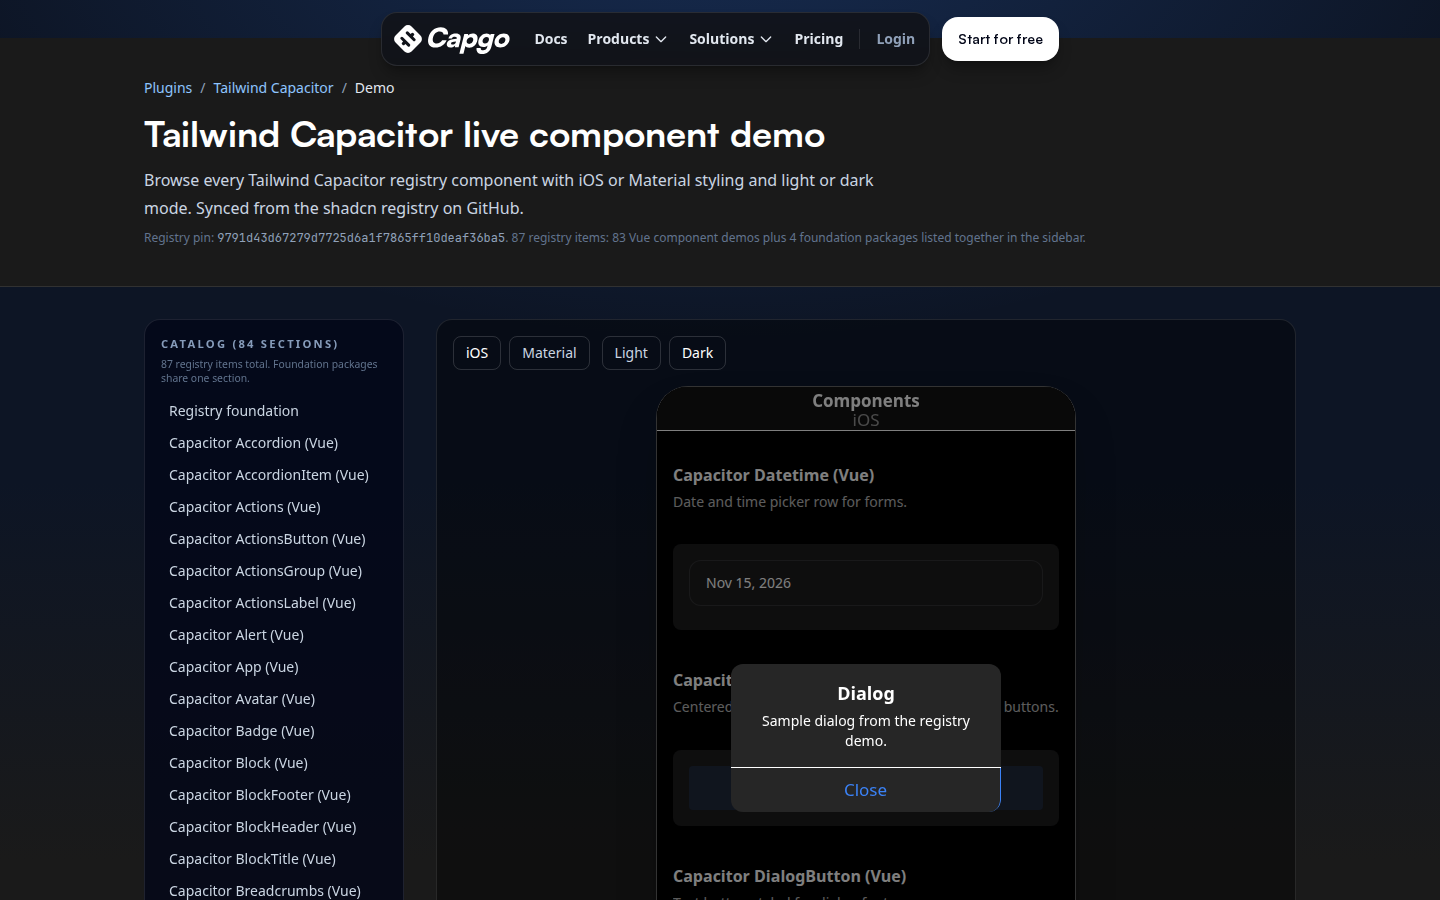 Capgo Docs Products Solutions Pricing Login Start for free
Plugins / Tailwind Capacitor / Demo
Tailwind Capacitor live component demo
Browse every Tailwind Capacitor registry component with iOS or Material styling and light or dark
mode. Synced from the shadcn registry on GitHub.
Registry pin: 9791d43d67279d7725d6a1f7865ff10deaf36ba5. 87 registry items: 83 Vue component demos plus 4 foundation packages listed together in the sidebar.
CATALOG (84 SECTIONS)
87 registry items total. Foundation packages
share one section.
Registry foundation
Capacitor Accordion (Vue)
Capacitor AccordionItem (Vue)
Capacitor Actions (Vue)
Capacitor ActionsButton (Vue)
Capacitor ActionsGroup (Vue)
Capacitor ActionsLabel (Vue)
Capacitor Alert (Vue)
Capacitor App (Vue)
Capacitor Avatar (Vue)
Capacitor Badge (Vue)
Capacitor Block (Vue)
Capacitor BlockFooter (Vue)
Capacitor BlockHeader (Vue)
Capacitor BlockTitle (Vue)
Capacitor Breadcrumbs (Vue)
iOS Material Light Dark
Components
iOS
Capacitor Datetime (Vue)
Date and time picker row for forms.
Nov 15, 2026
Centered buttons.
Dialog
Sample dialog from the registry
demo.
Close
Capacitor DialogButton (Vue)